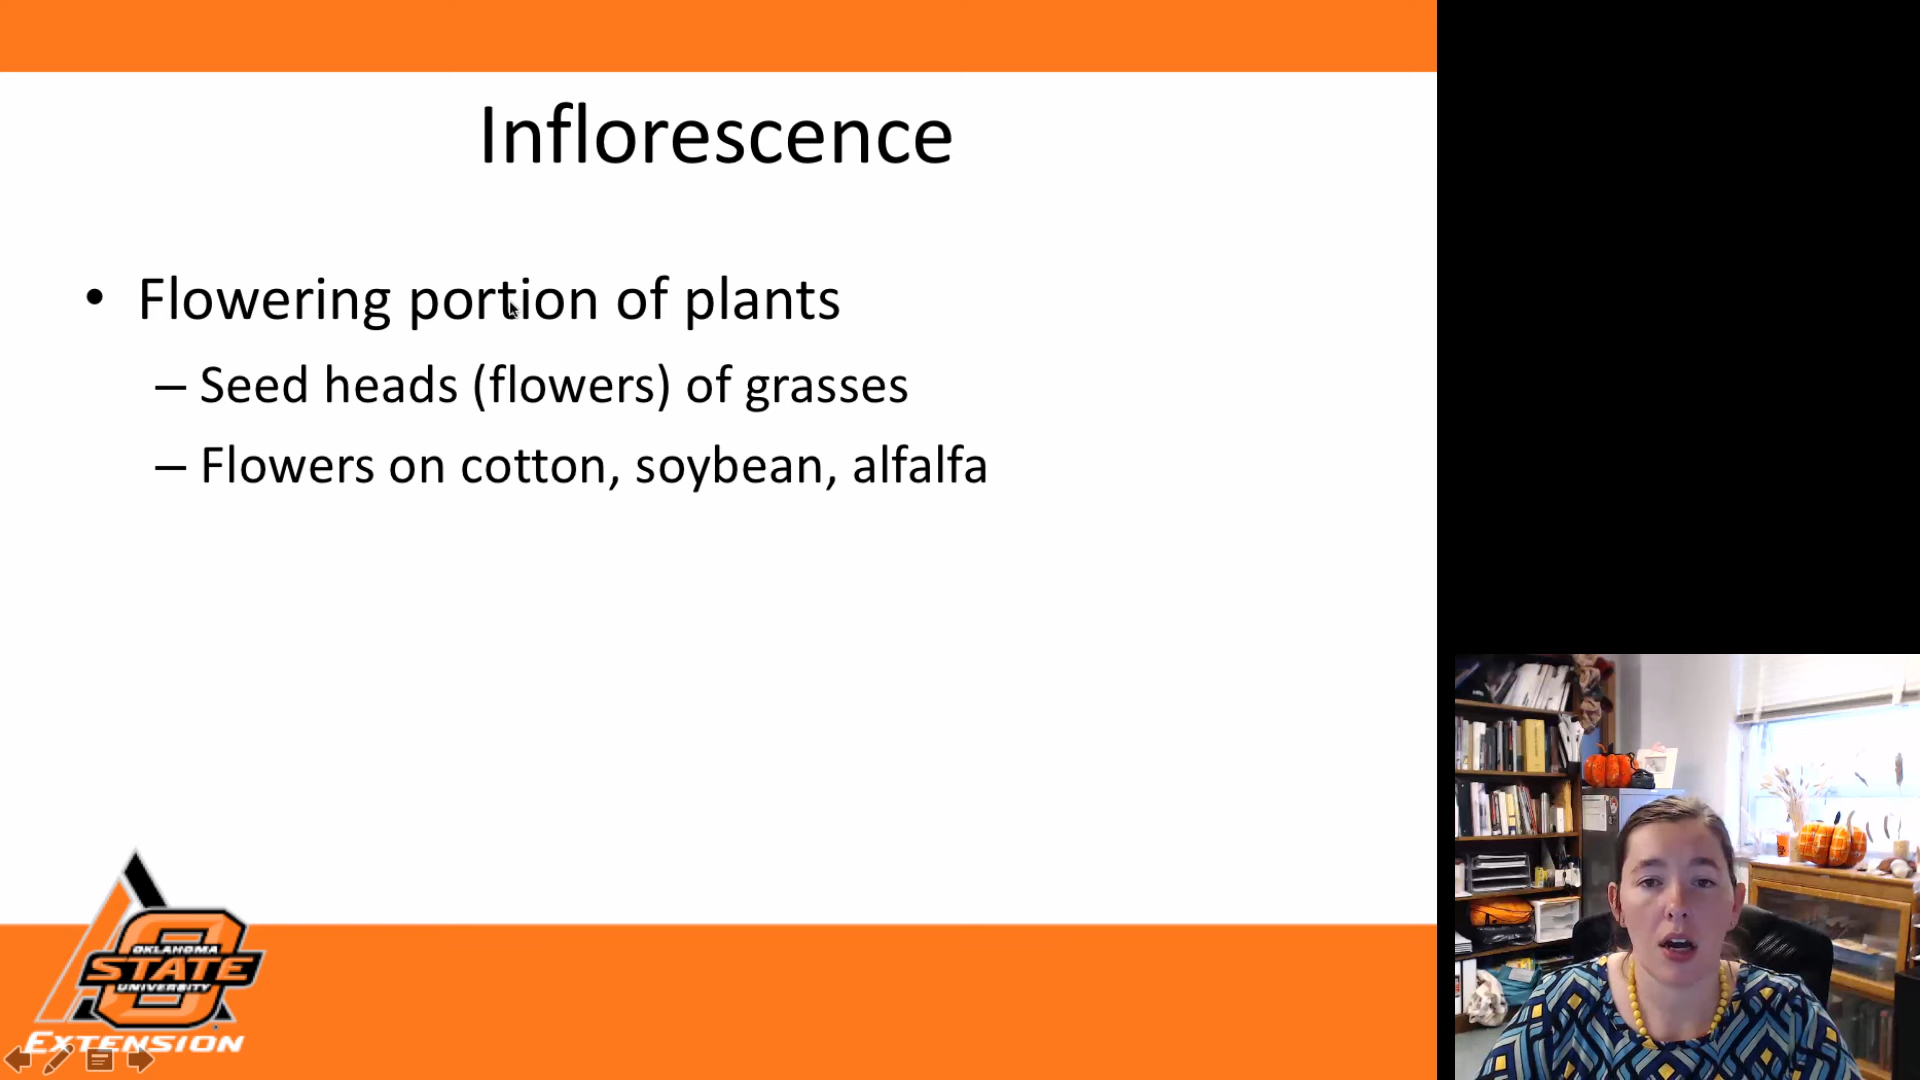 Inflorescence
• Flowering portion of plants
– Seed heads (flowers) of grasses
– Flowers on cotton, soybean, alfalfa
OKLAHOMA
STATE
UNIVERSITY
EXTENSION